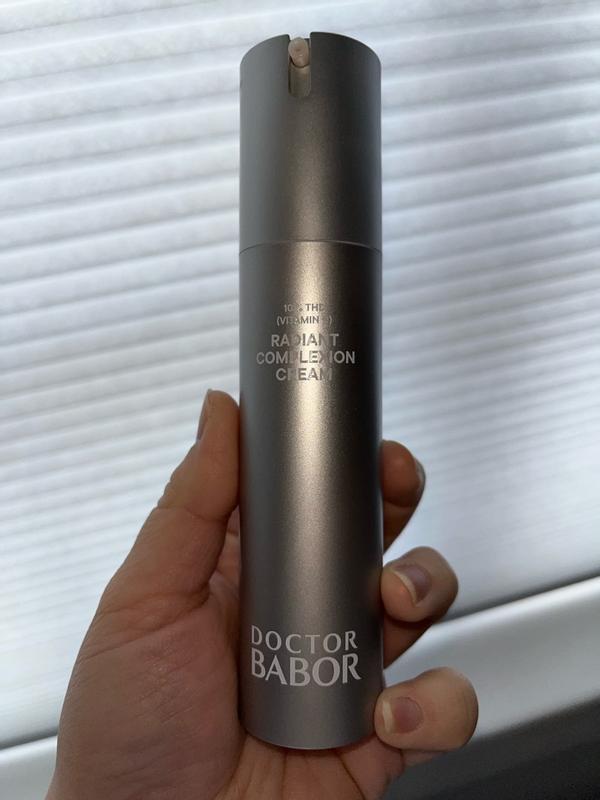 10% THD
(VITAMIN C)
RADIANT
COMPLEXION
CREAM
DOCTOR
BABOR